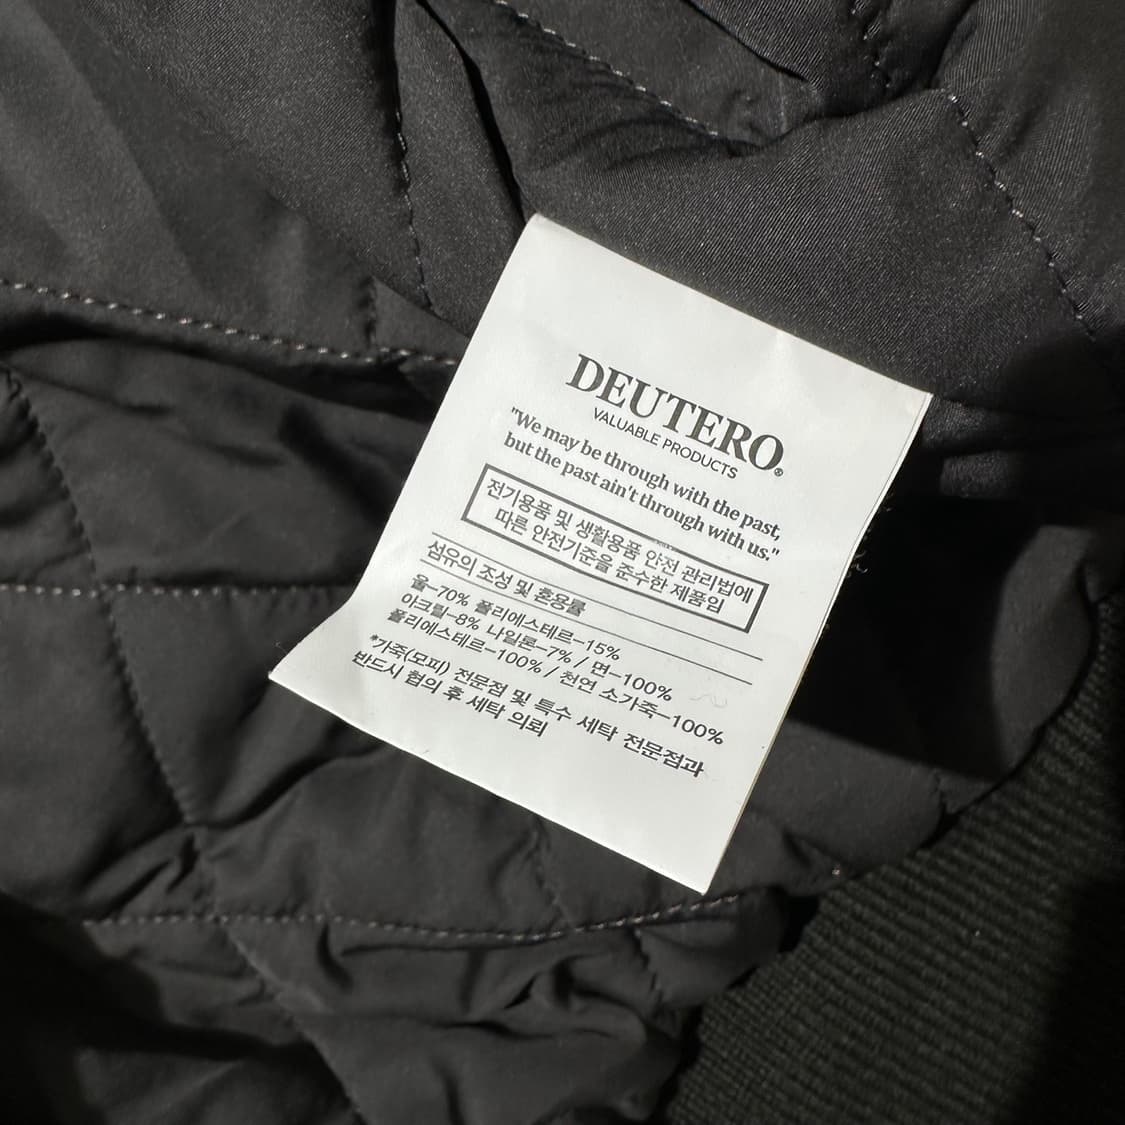 DEUTERO®
VALUABLE PRODUCTS
"We may be through with the past,
but the past ain't through with us."
전기용품 및 생활용품 안전 관리법에
따른 안전기준을 준수한 제품임
섬유의 조성 및 혼용률
울-70% 폴리에스테르-15%
아크릴-8% 나일론-7% / 면-100%
폴리에스테르-100% / 천연 소가죽-100%
*가죽(모피) 전문점 및 특수 세탁 전문점과
반드시 협의 후 세탁 의뢰